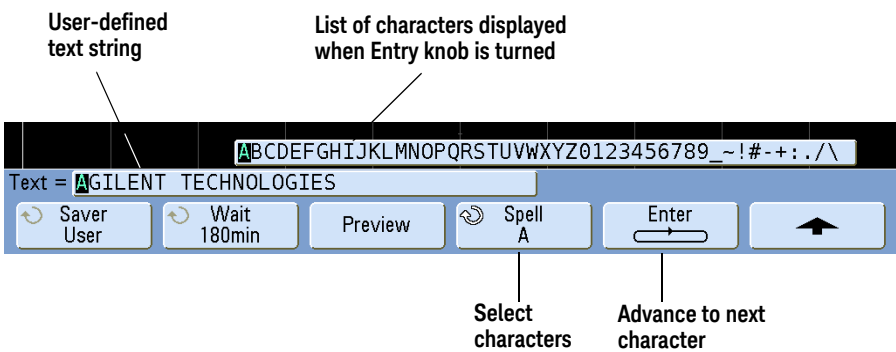 User-defined
text string
List of characters displayed
when Entry knob is turned
ABCDEFGHIJKLMNOPQRSTUVWXYZ0123456789_~!#-+:./\
Text = AGILENT TECHNOLOGIES
Saver
User
Wait
180min
Preview
Spell
A
Enter
Select
characters
Advance to next
character